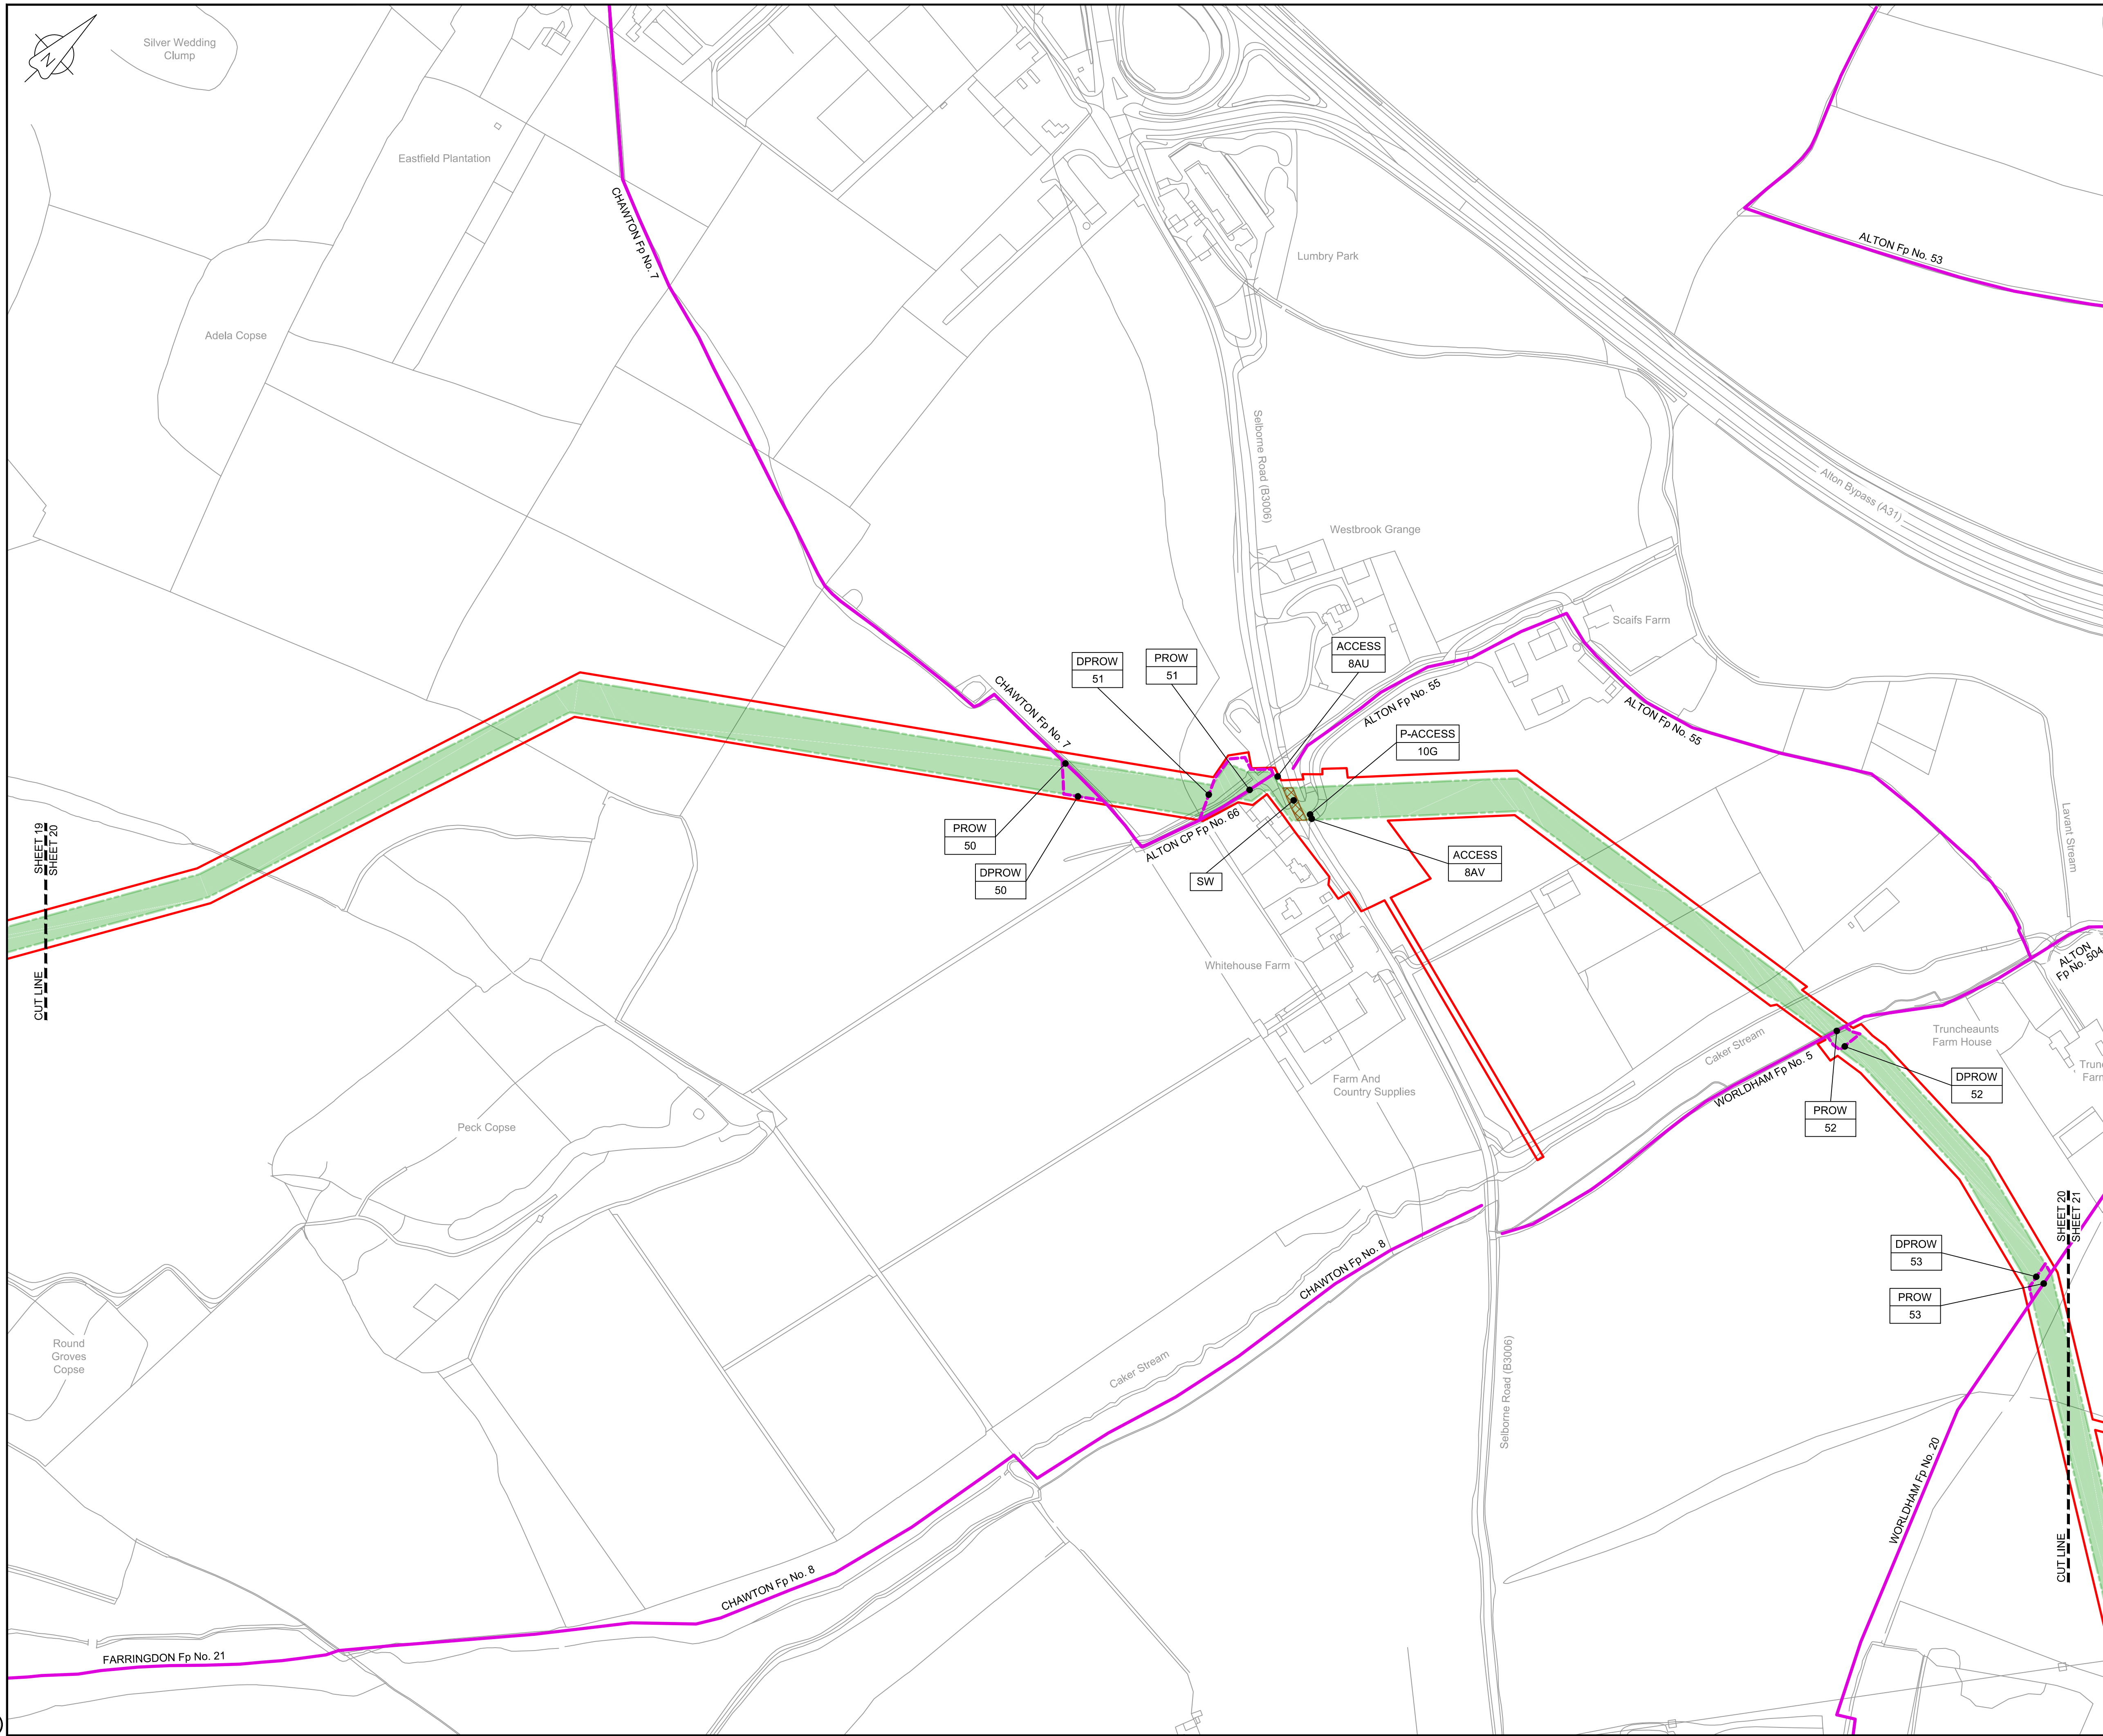 N
Silver Wedding
Clump
Eastfield Plantation
CHAWTON Fp No. 7
Lumbry Park
ALTON Fp No. 53
Adela Copse
Selborne Road (B3006)
Alton Bypass (A31)
Westbrook Grange
Scaifs Farm
ACCESS
8AU
DPROW
51
PROW
51
CHAWTON Fp No. 7
ALTON Fp No. 55
ALTON Fp No. 55
P-ACCESS
10G
PROW
50
DPROW
50
ALTON CP Fp No. 66
SW
ACCESS
8AV
Lavant Stream
SHEET 19
SHEET 20
CUT LINE
Whitehouse Farm
ALTON
Fp No. 504
Truncheaunts
Farm House
Caker Stream
Farm And
Country Supplies
WORLDHAM Fp No. 5
DPROW
52
PROW
52
Peck Copse
SHEET 20
SHEET 21
DPROW
53
PROW
53
CHAWTON Fp No. 8
Round
Groves
Copse
Caker Stream
Selborne Road (B3006)
WORLDHAM Fp No. 20
CUT LINE
CHAWTON Fp No. 8
FARRINGDON Fp No. 21